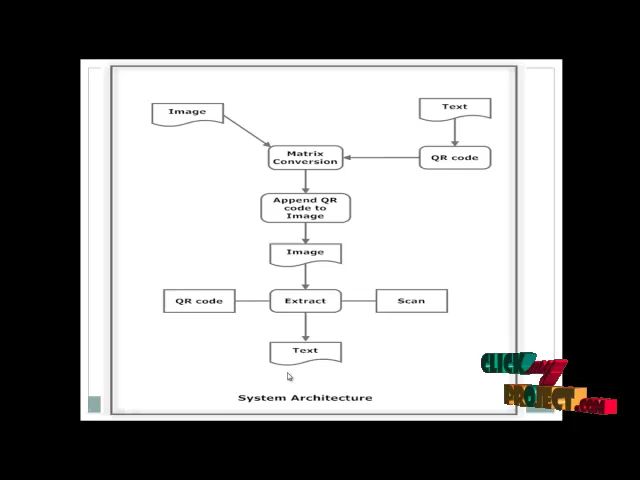 Image
Text
Matrix
Conversion
QR code
Append QR
code to
Image
Image
QR code
Extract
Scan
Text
System Architecture
CLICK MY
PROJECT.COM